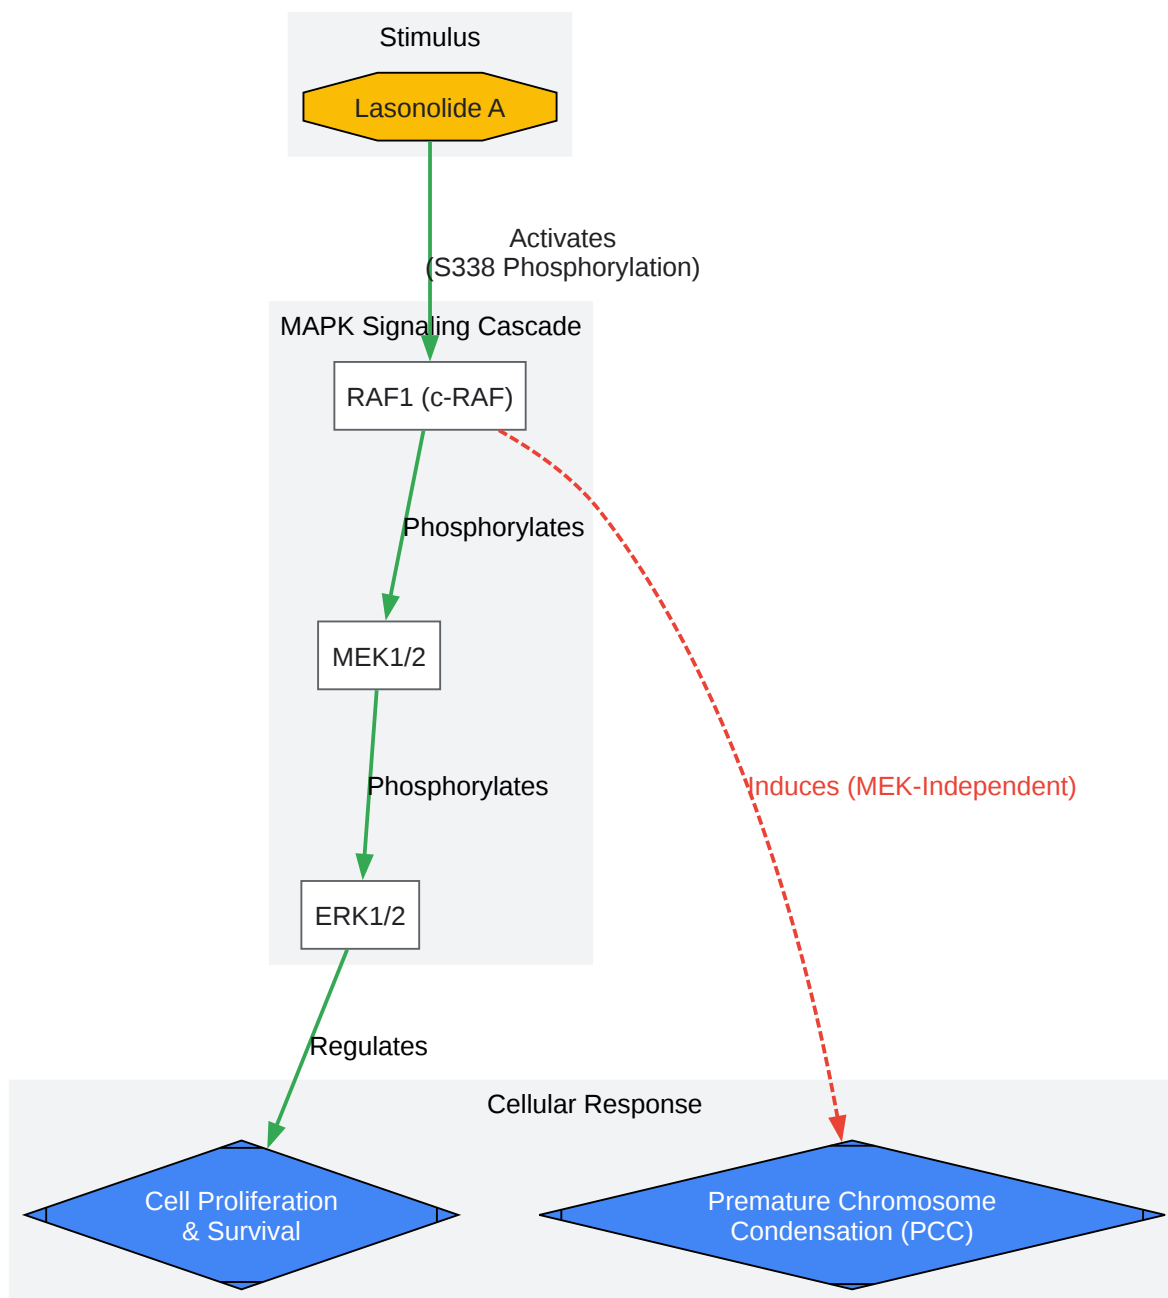 Stimulus
Lasonolide A
Activates
(S338 Phosphorylation)
MAPK Signaling Cascade
RAF1 (c-RAF)
Phosphorylates
MEK1/2
Phosphorylates
Induces (MEK-Independent)
ERK1/2
Regulates
Cellular Response
Cell Proliferation
& Survival
Premature Chromosome
Condensation (PCC)